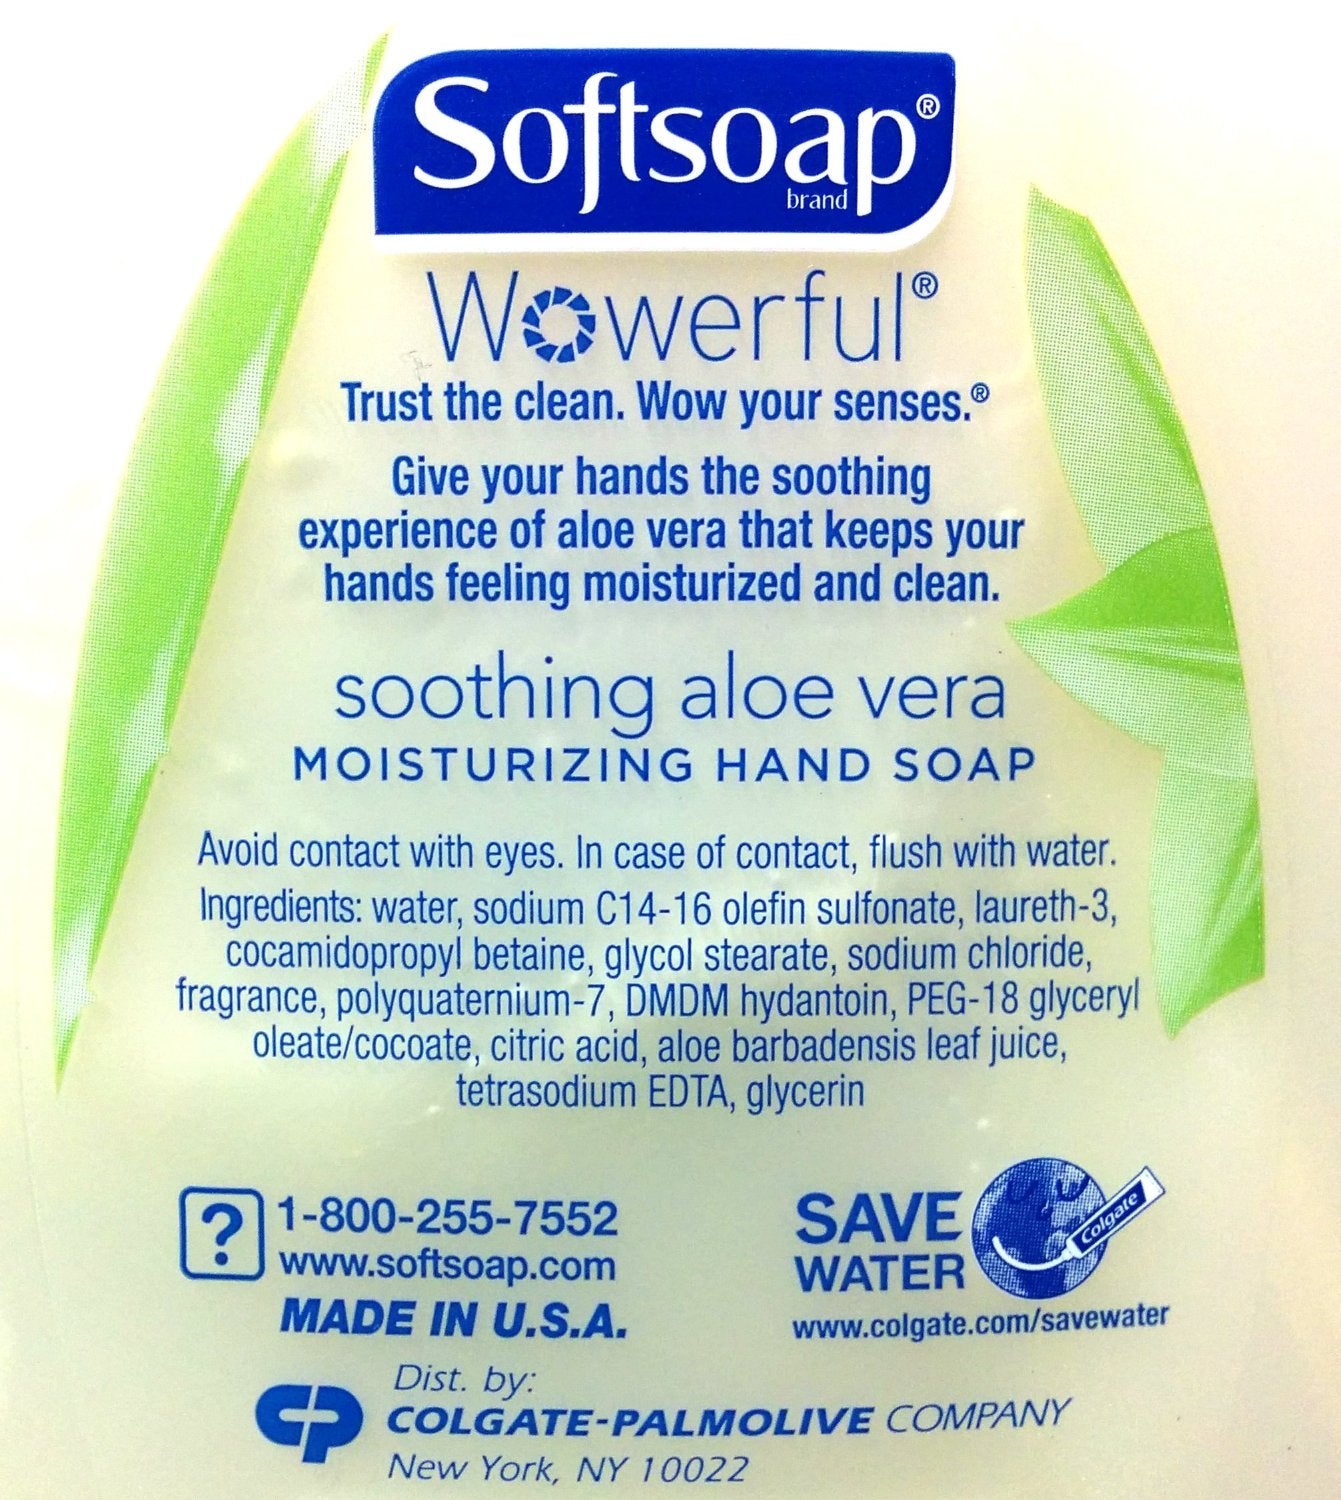 Softsoap®
brand
Wowerful®
Trust the clean. Wow your senses.®
Give your hands the soothing
experience of aloe vera that keeps your
hands feeling moisturized and clean.
soothing aloe vera
MOISTURIZING HAND SOAP
Avoid contact with eyes. In case of contact, flush with water.
Ingredients: water, sodium C14-16 olefin sulfonate, laureth-3,
cocamidopropyl betaine, glycol stearate, sodium chloride,
fragrance, polyquaternium-7, DMDM hydantoin, PEG-18 glyceryl
oleate/cocoate, citric acid, aloe barbadensis leaf juice,
tetrasodium EDTA, glycerin
? 1-800-255-7552
www.softsoap.com
MADE IN U.S.A.
SAVE
WATER
Colgate
www.colgate.com/savewater
CP
Dist. by:
COLGATE-PALMOLIVE COMPANY
New York, NY 10022